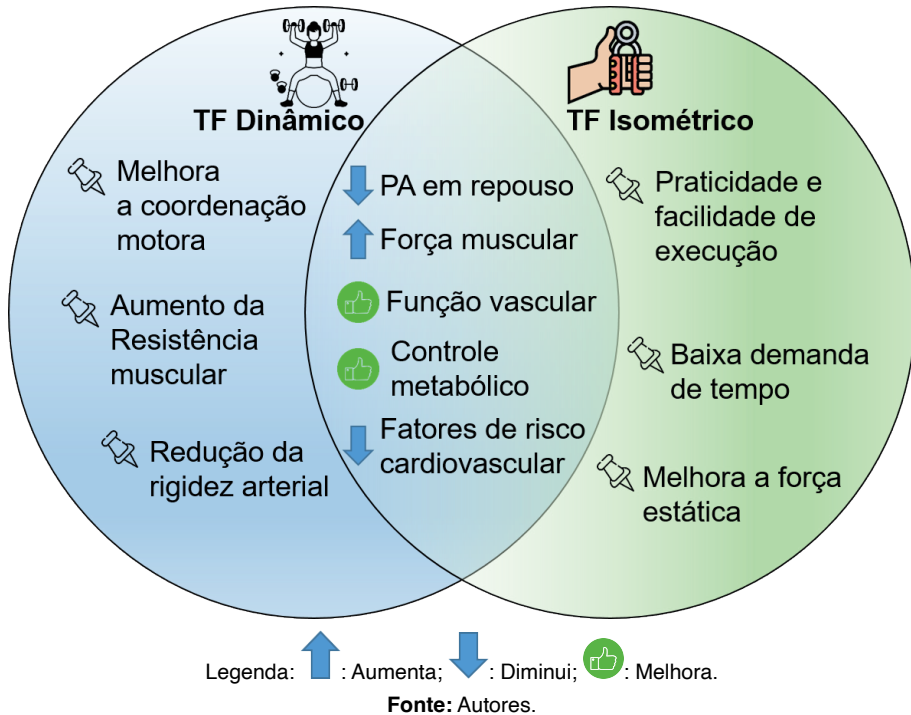 TF Dinâmico
Melhora
a coordenação
motora
Aumento da
Resistência
muscular
Redução da
rigidez arterial
PA em repouso
Força muscular
Função vascular
Controle
metabólico
Fatores de risco
cardiovascular
TF Isométrico
Praticidade e
facilidade de
execução
Baixa demanda
de tempo
Melhora a força
estática
Legenda: : Aumenta; : Diminui; : Melhora.
Fonte: Autores.